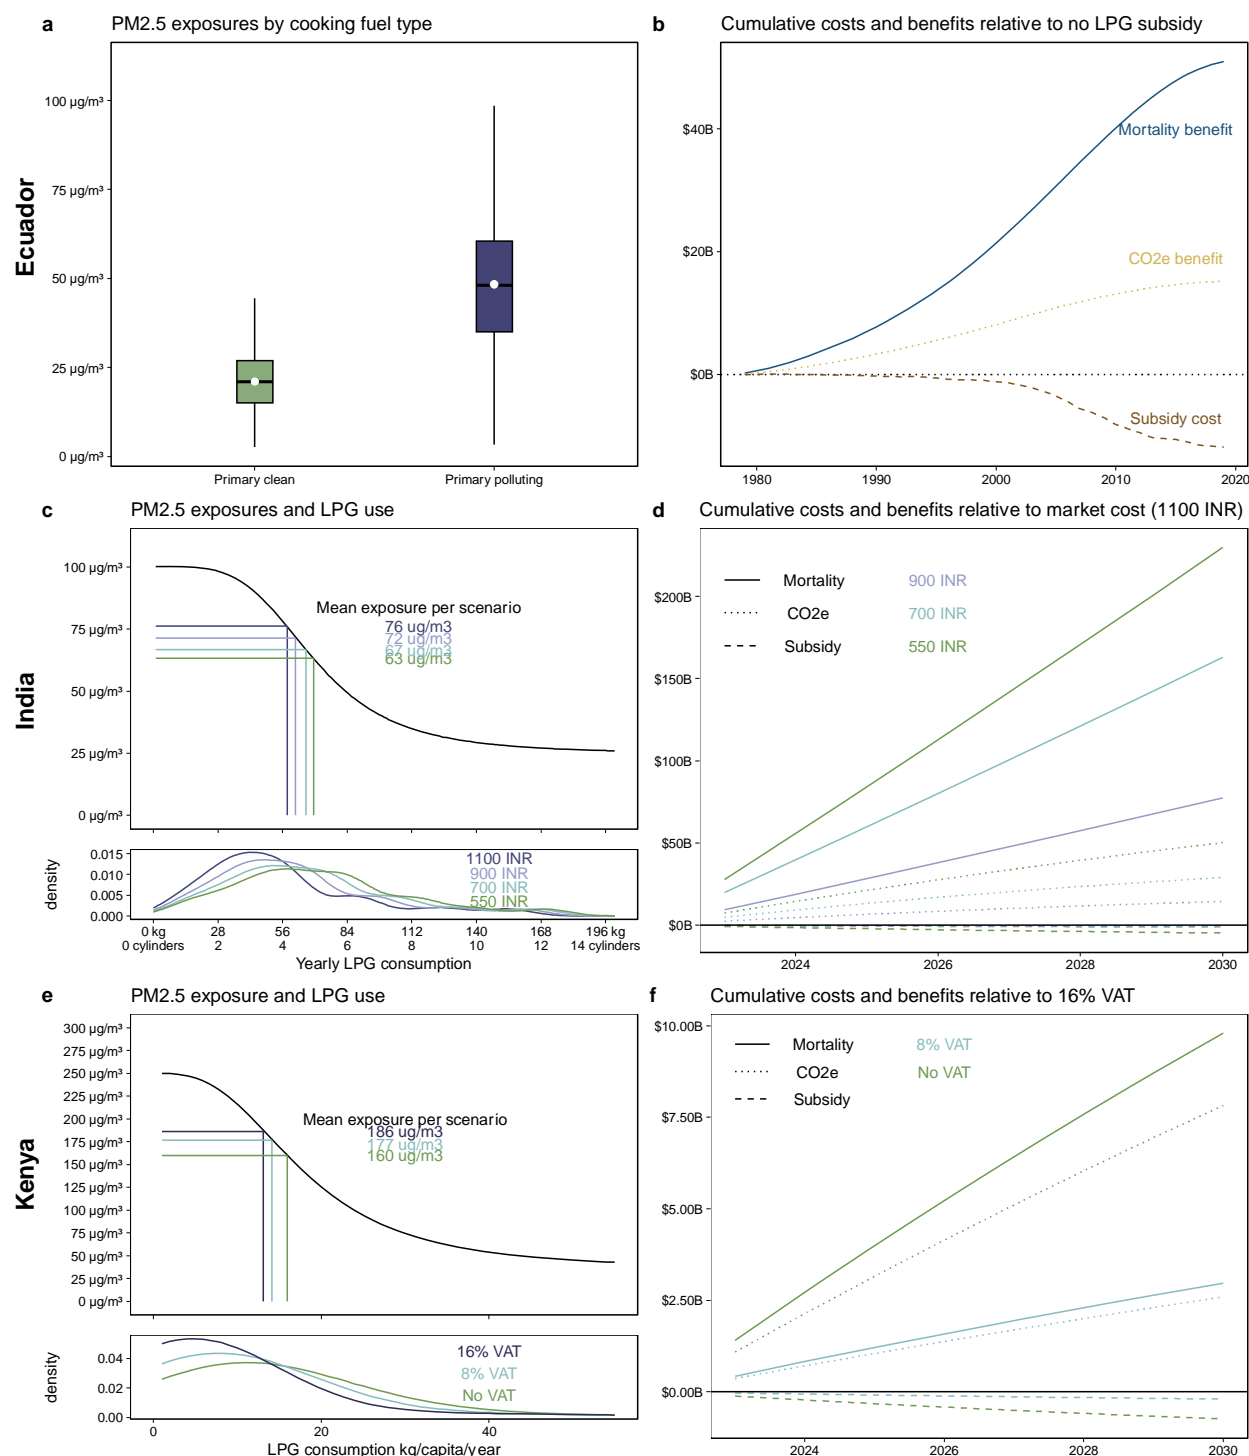 a PM2.5 exposures by cooking fuel type
Ecuador
100 µg/m³
75 µg/m³
50 µg/m³
25 µg/m³
0 µg/m³
Primary clean Primary polluting
b Cumulative costs and benefits relative to no LPG subsidy
$40B
$20B
$0B
Mortality benefit
CO2e benefit
Subsidy cost
1980 1990 2000 2010 2020
c PM2.5 exposures and LPG use
India
100 µg/m³
75 µg/m³
50 µg/m³
25 µg/m³
0 µg/m³
Mean exposure per scenario
76 ug/m3
72 ug/m3
67 ug/m3
63 ug/m3
density
0.015
0.010
0.005
0.000
1100 INR
900 INR
700 INR
550 INR
0 kg 28 56 84 112 140 168 196 kg
0 cylinders 2 4 6 8 10 12 14 cylinders
Yearly LPG consumption
d Cumulative costs and benefits relative to market cost (1100 INR)
$200B
$150B
$100B
$50B
$0B
Mortality 900 INR
CO2e 700 INR
Subsidy 550 INR
2024 2026 2028 2030
e PM2.5 exposure and LPG use
Kenya
300 µg/m³
275 µg/m³
250 µg/m³
225 µg/m³
200 µg/m³
175 µg/m³
150 µg/m³
125 µg/m³
100 µg/m³
75 µg/m³
50 µg/m³
25 µg/m³
0 µg/m³
Mean exposure per scenario
186 ug/m3
177 ug/m3
160 ug/m3
density
0.04
0.02
0.00
16% VAT
8% VAT
No VAT
0 20 40
LPG consumption kg/capita/year
f Cumulative costs and benefits relative to 16% VAT
$10.00B
$7.50B
$5.00B
$2.50B
$0.00B
Mortality 8% VAT
CO2e No VAT
Subsidy
2024 2026 2028 2030